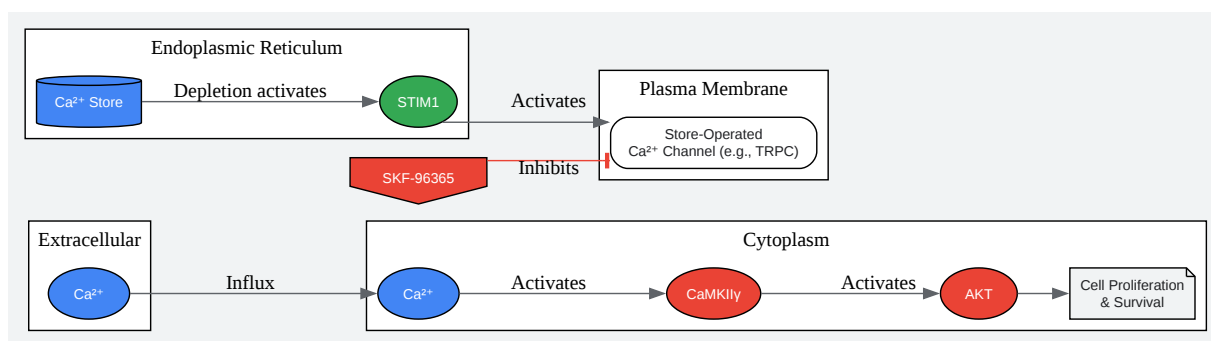 Endoplasmic Reticulum
Ca²⁺ Store
Depletion activates
STIM1
Activates
Plasma Membrane
Store-Operated
Ca²⁺ Channel (e.g., TRPC)
SKF-96365
Inhibits
Extracellular
Ca²⁺
Influx
Cytoplasm
Ca²⁺
Activates
CaMKIIγ
Activates
AKT
Cell Proliferation
& Survival